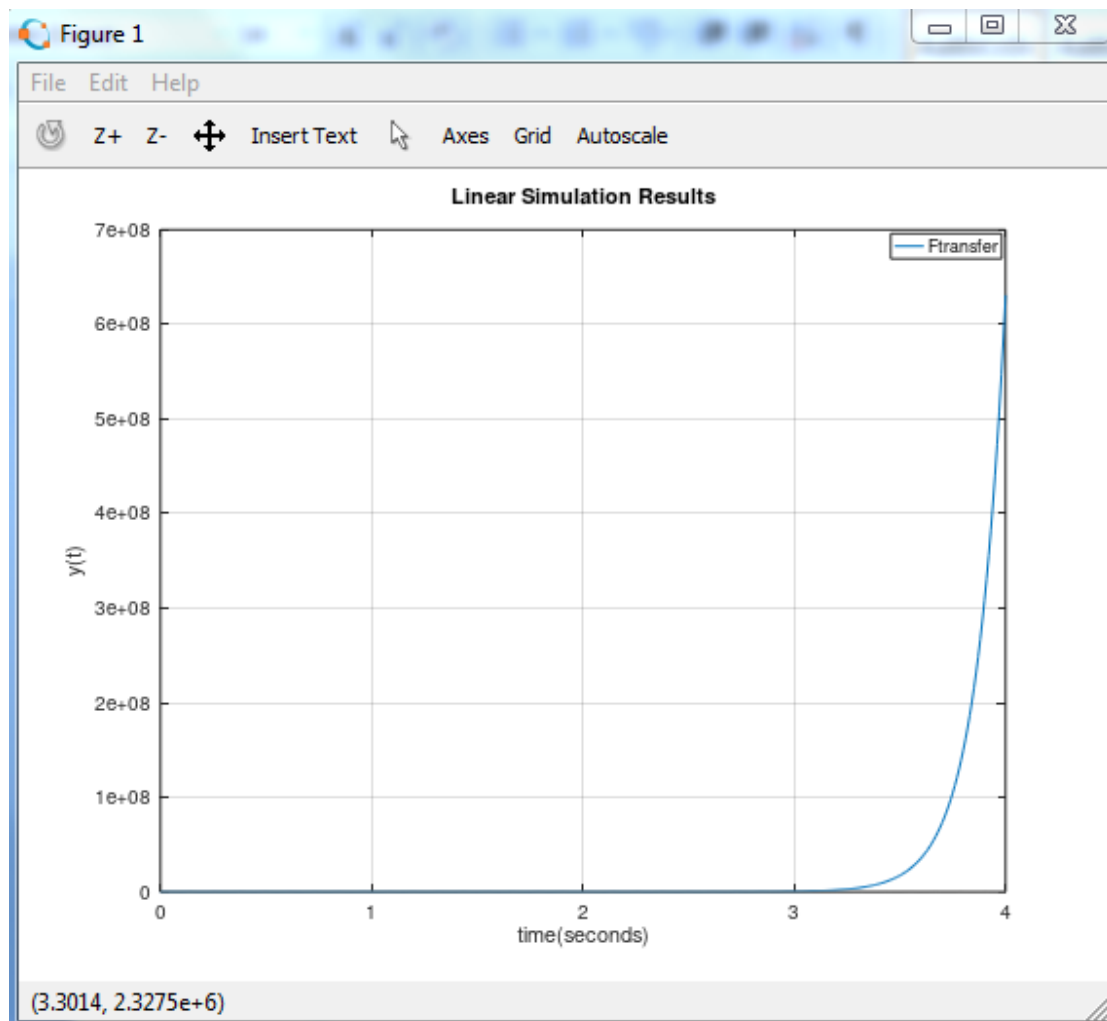 Figure 1
File Edit Help
Z+ Z- Insert Text Axes Grid Autoscale
Linear Simulation Results
7e+08
Ftransfer
6e+08
5e+08
4e+08
y(t)
3e+08
2e+08
1e+08
0
0 1 2 3 4
time(seconds)
(3.3014, 2.3275e+6)